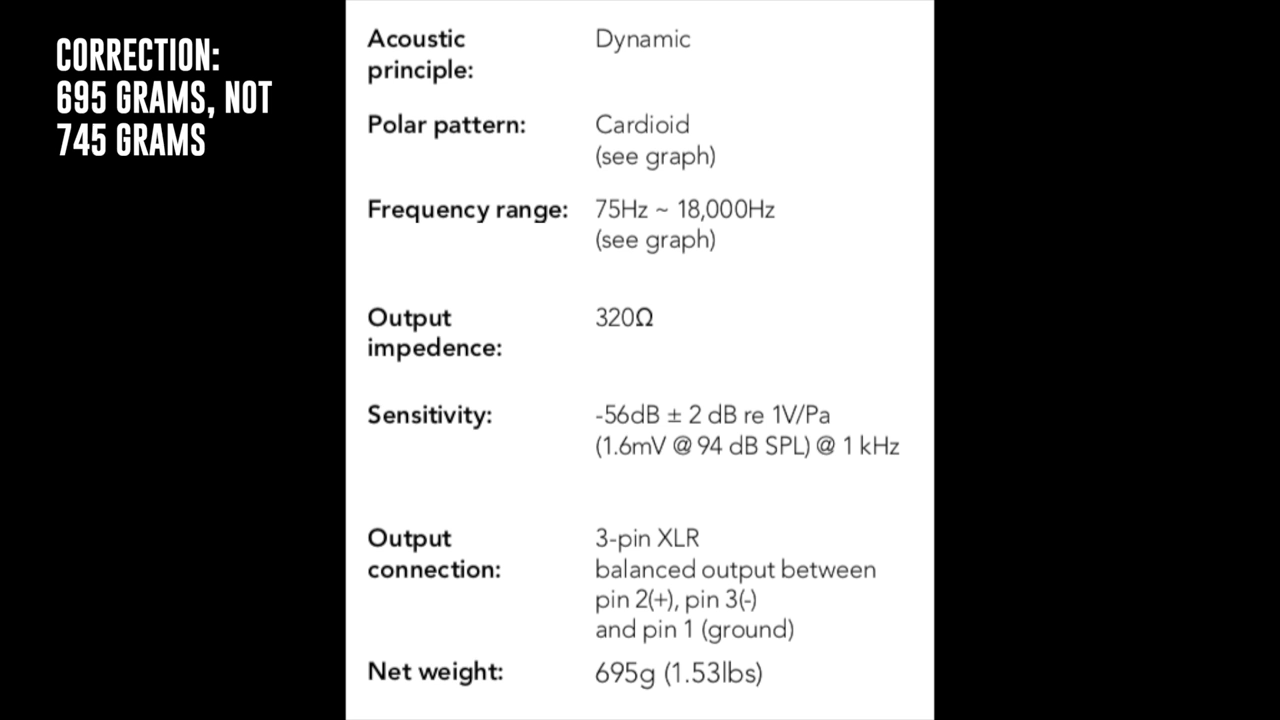 CORRECTION:
695 GRAMS, NOT
745 GRAMS
Acoustic principle: Dynamic
Polar pattern: Cardioid
(see graph)
Frequency range: 75Hz ~ 18,000Hz
(see graph)
Output impedence: 320Ω
Sensitivity: -56dB ± 2 dB re 1V/Pa
(1.6mV @ 94 dB SPL) @ 1 kHz
Output connection: 3-pin XLR
balanced output between
pin 2(+), pin 3(-)
and pin 1 (ground)
Net weight: 695g (1.53lbs)